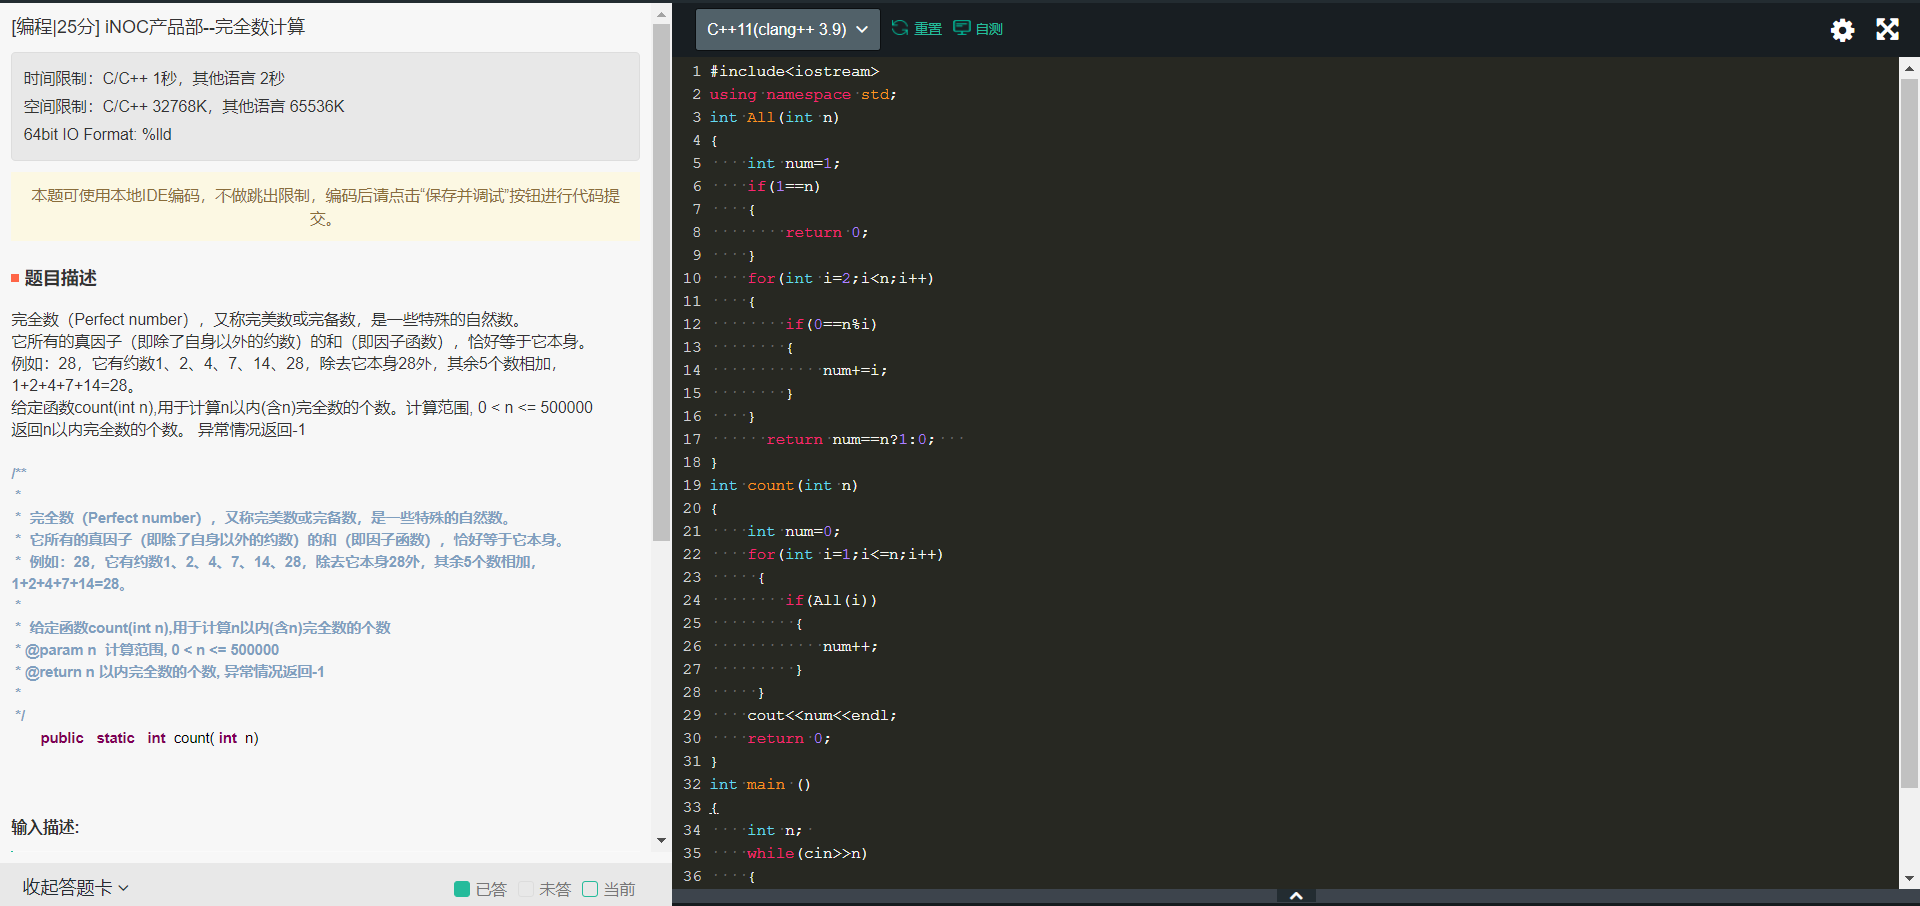 [编程|25分] iNOC产品部--完全数计算
时间限制：C/C++ 1秒，其他语言 2秒
空间限制：C/C++ 32768K，其他语言 65536K
64bit IO Format: %lld
本题可使用本地IDE编码，不做跳出限制，编码后请点击“保存并调试”按钮进行代码提
交。
题目描述
完全数（Perfect number），又称完美数或完备数，是一些特殊的自然数。
它所有的真因子（即除了自身以外的约数）的和（即因子函数），恰好等于它本身。
例如：28，它有约数1、2、4、7、14、28，除去它本身28外，其余5个数相加，
1+2+4+7+14=28。
给定函数count(int n),用于计算n以内(含n)完全数的个数。计算范围, 0 < n <= 500000
返回n以内完全数的个数。 异常情况返回-1
/**
*
* 完全数（Perfect number），又称完美数或完备数，是一些特殊的自然数。
* 它所有的真因子（即除了自身以外的约数）的和（即因子函数），恰好等于它本身。
* 例如：28，它有约数1、2、4、7、14、28，除去它本身28外，其余5个数相加，
1+2+4+7+14=28。
*
* 给定函数count(int n),用于计算n以内(含n)完全数的个数
* @param n 计算范围, 0 < n <= 500000
* @return n 以内完全数的个数, 异常情况返回-1
*
*/
public static int count( int n)
输入描述:
收起答题卡
已答 未答 当前
C++11(clang++ 3.9) 重置 自测
1 #include<iostream>
2 using namespace std;
3 int All(int n)
4 {
5 int num=1;
6 if(1==n)
7 {
8 return 0;
9 }
10 for(int i=2;i<n;i++)
11 {
12 if(0==n%i)
13 {
14 num+=i;
15 }
16 }
17 return num==n?1:0;
18 }
19 int count(int n)
20 {
21 int num=0;
22 for(int i=1;i<=n;i++)
23 {
24 if(All(i))
25 {
26 num++;
27 }
28 }
29 cout<<num<<endl;
30 return 0;
31 }
32 int main ()
33 {
34 int n;
35 while(cin>>n)
36 {